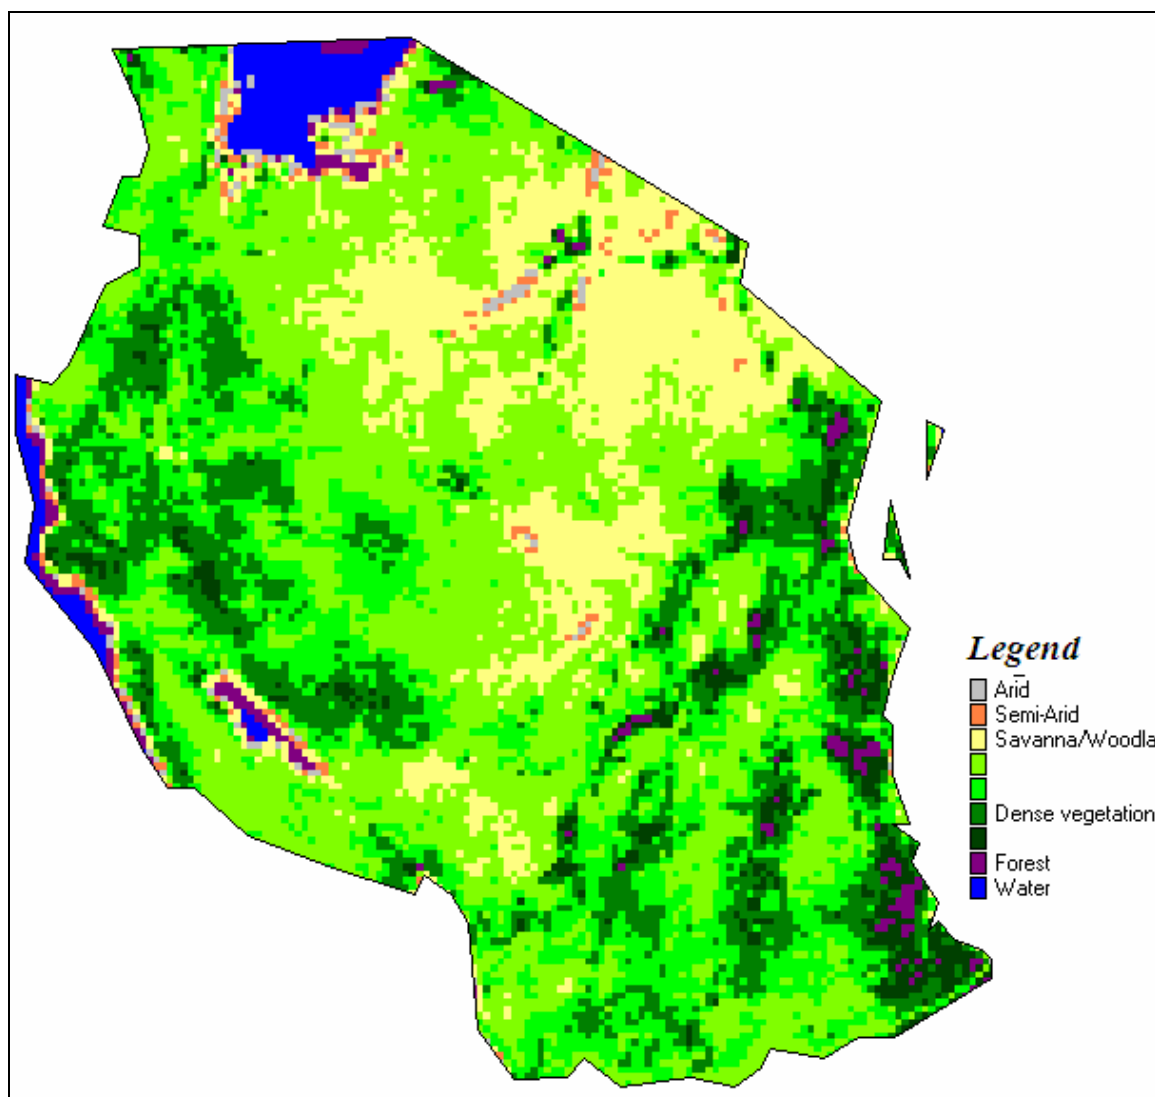 Legend
Arid
Semi-Arid
Savanna/Woodla
Dense vegetation
Forest
Water